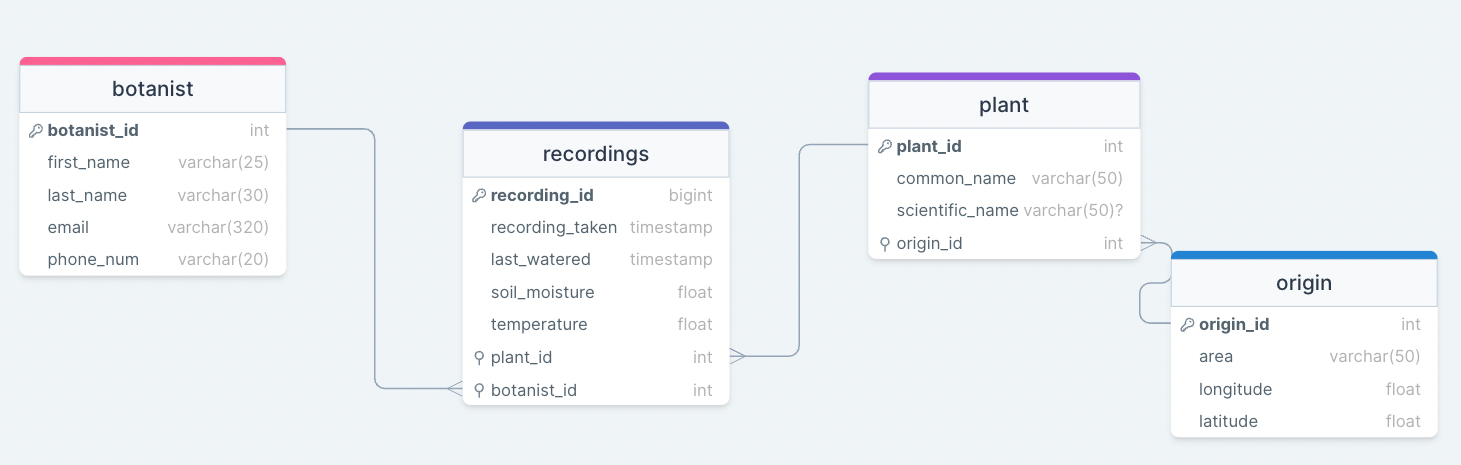 botanist
botanist_id int
first_name varchar(25)
last_name varchar(30)
email varchar(320)
phone_num varchar(20)
recordings
recording_id bigint
recording_taken timestamp
last_watered timestamp
soil_moisture float
temperature float
plant_id int
botanist_id int
plant
plant_id int
common_name varchar(50)
scientific_name varchar(50)?
origin_id int
origin
origin_id int
area varchar(50)
longitude float
latitude float